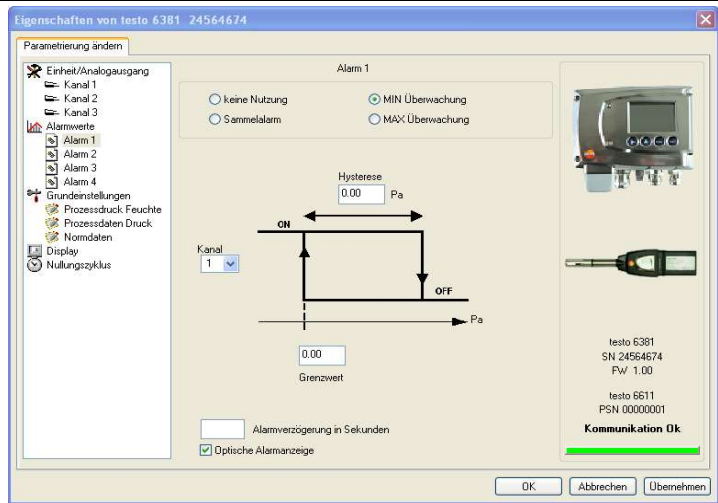 Eigenschaften von testo 6381 24564674
Parametrierung ändern
Einheit/Analogausgang
Kanal 1
Kanal 2
Kanal 3
Alarmwerte
Alarm 1
Alarm 2
Alarm 3
Alarm 4
Grundeinstellungen
Prozessdruck Feuchte
Prozessdaten Druck
Normdaten
Display
Nullungszyklus
Alarm 1
keine Nutzung
MIN Überwachung
Sammelalarm
MAX Überwachung
Hysterese
0.00 Pa
ON
Kanal
1
OFF
Pa
0.00
Grenzwert
Alarmverzögerung in Sekunden
Optische Alarmanzeige
testo 6381
SN 24564674
FW 1.00
testo 6611
PSN 00000001
Kommunikation Ok
OK
Abbrechen
Übernehmen